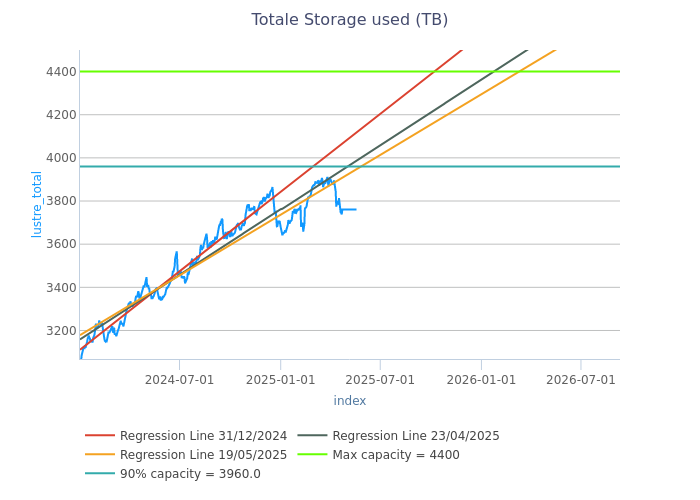 Totale Storage used (TB)
lustre_total
4400
4200
4000
3800
3600
3400
3200
2024-07-01 2025-01-01 2025-07-01 2026-01-01 2026-07-01
index
Regression Line 31/12/2024 Regression Line 23/04/2025
Regression Line 19/05/2025 Max capacity = 4400
90% capacity = 3960.0